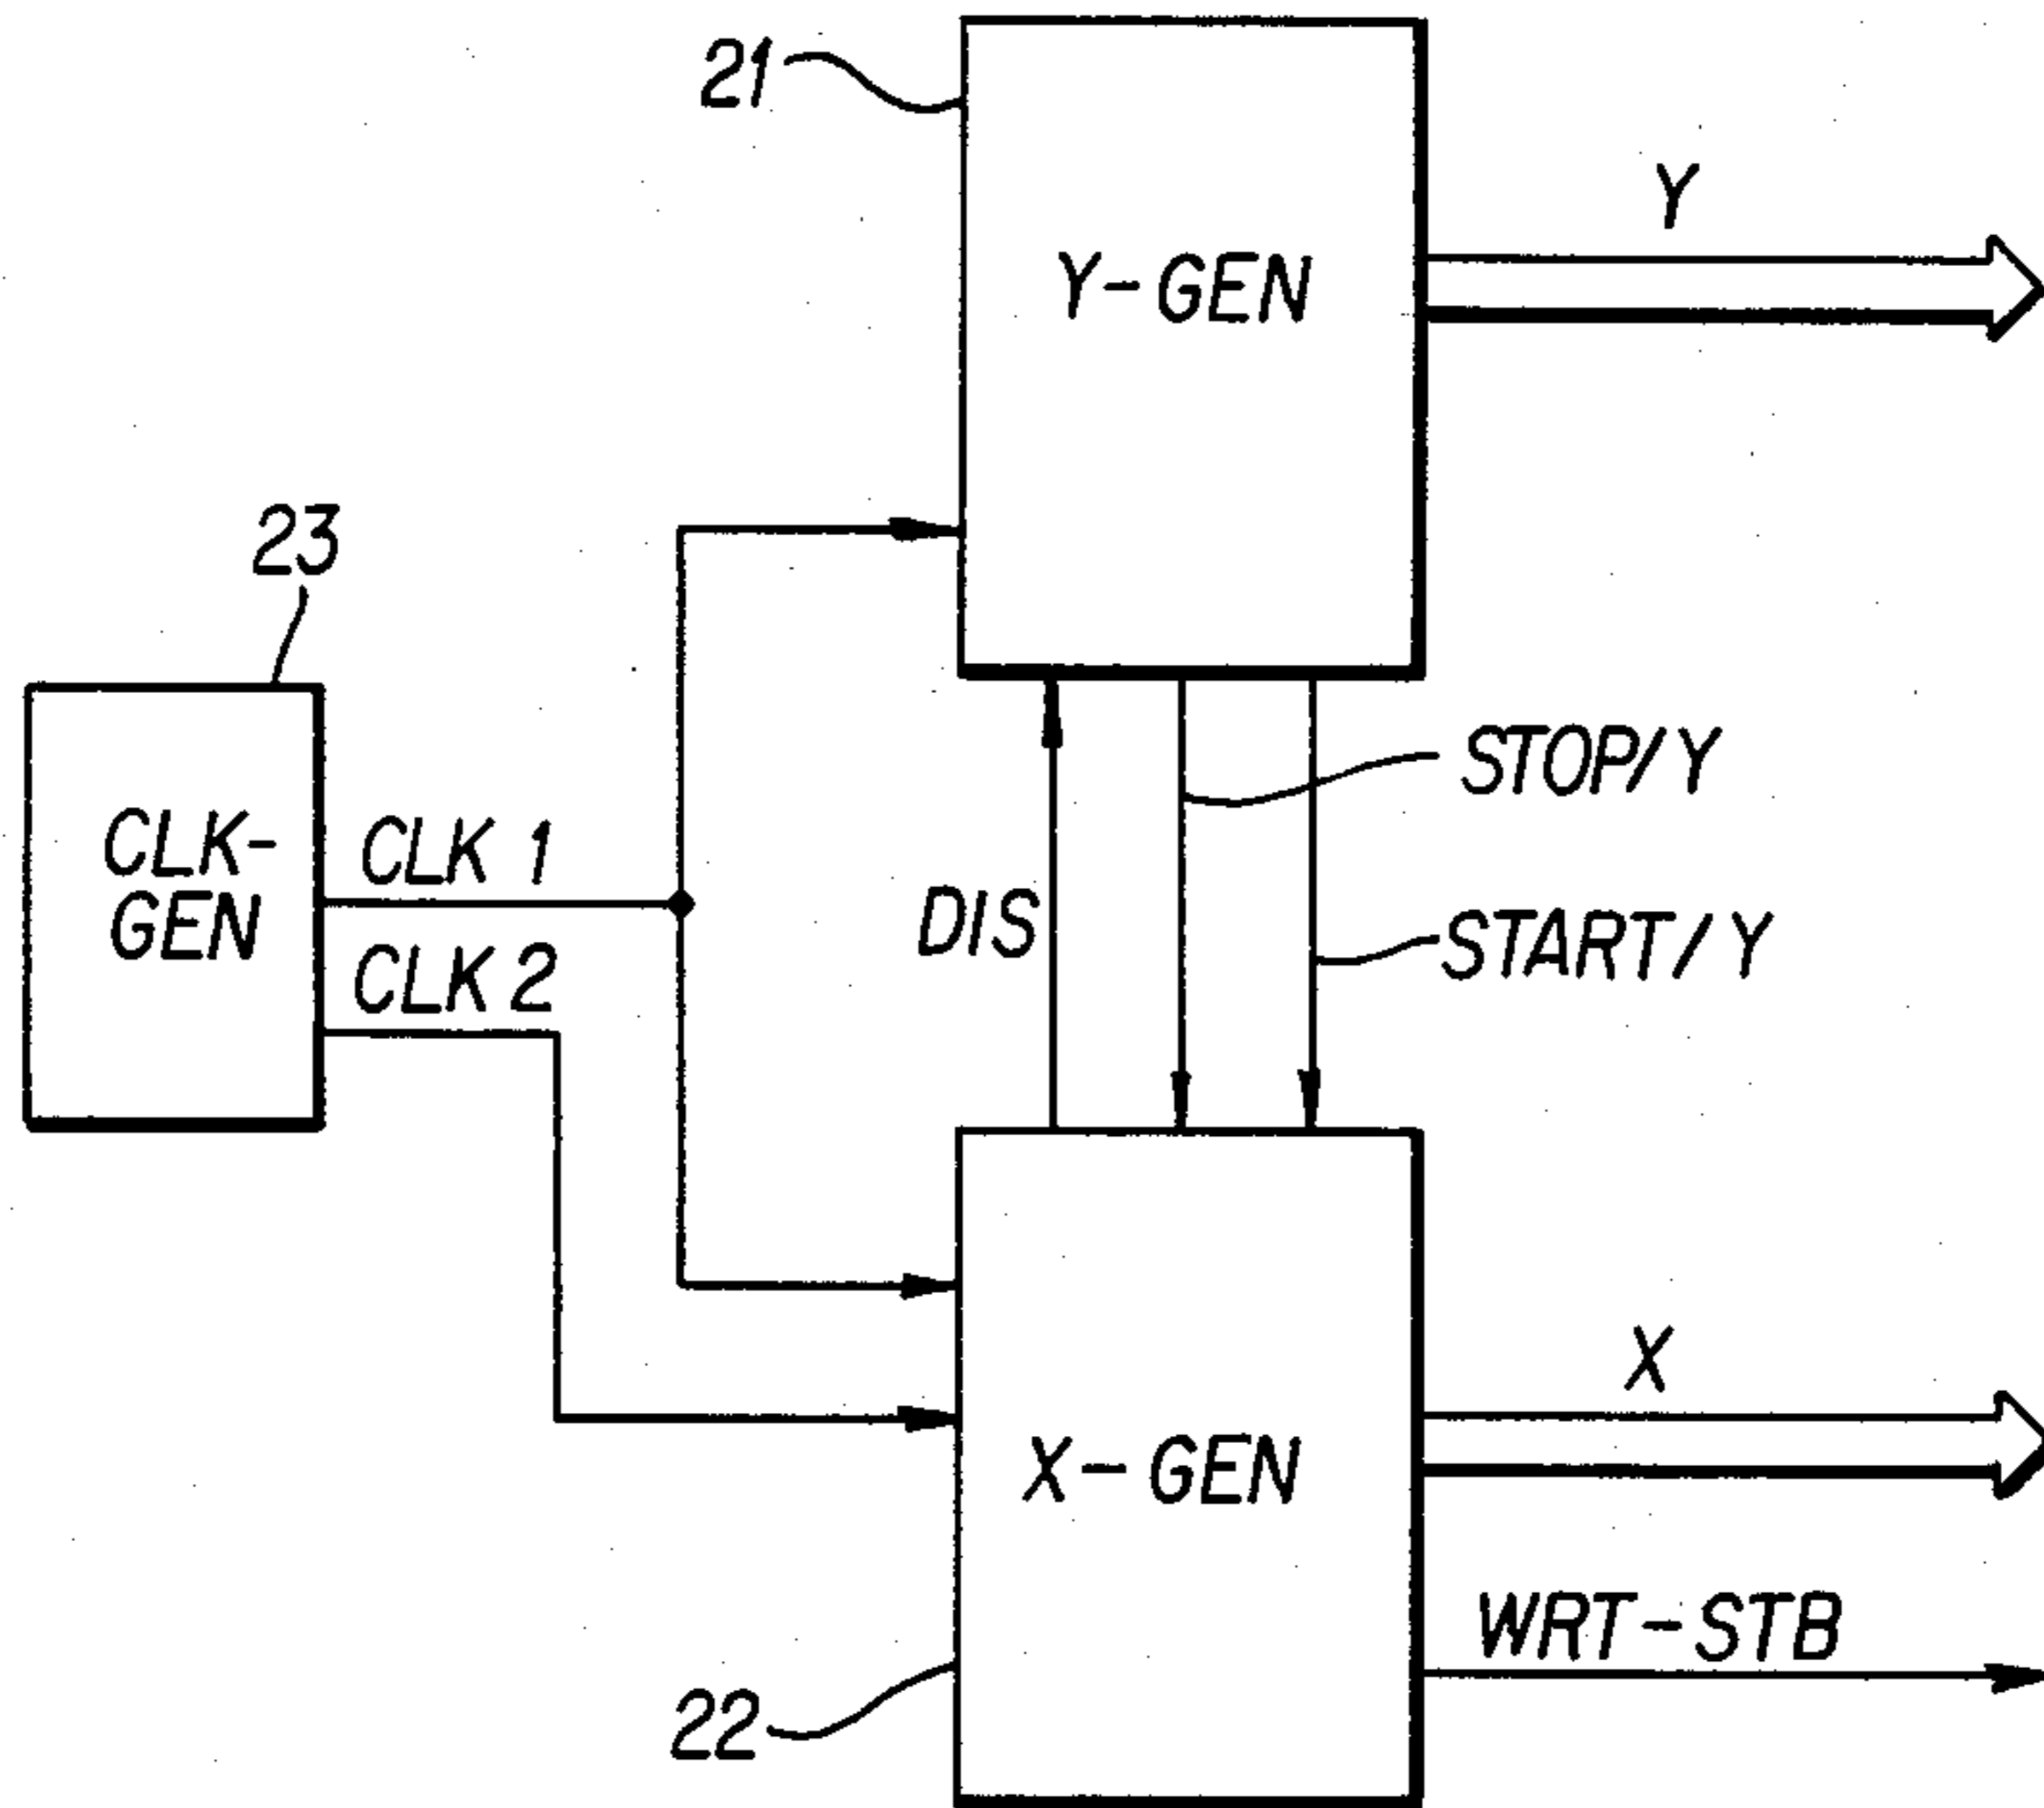 21
Y
Y-GEN
23
STOP/Y
CLK-
GEN
CLK 1
DIS
START/Y
CLK 2
X
X-GEN
WRT-STB
22